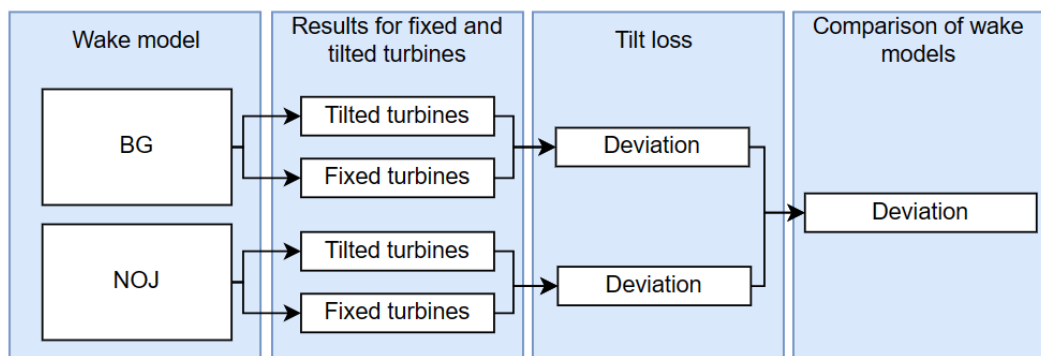 Wake model
Results for fixed and
tilted turbines
Tilt loss
Comparison of wake
models
BG
Tilted turbines
Fixed turbines
Deviation
Deviation
NOJ
Tilted turbines
Fixed turbines
Deviation